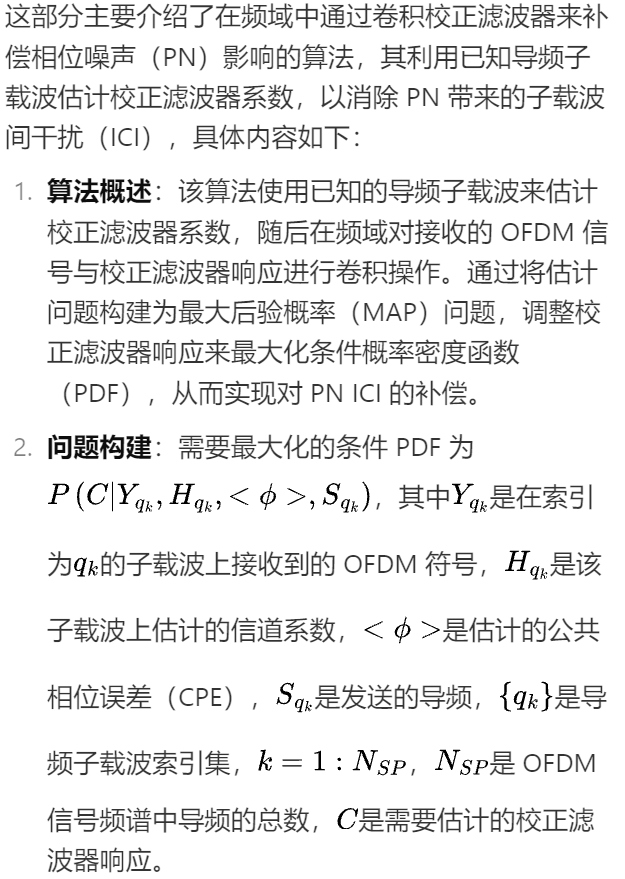 这部分主要介绍了在频域中通过卷积校正滤波器来补
偿相位噪声（PN）影响的算法，其利用已知导频子
载波估计校正滤波器系数，以消除 PN 带来的子载波
间干扰（ICI），具体内容如下：
1. 算法概述：该算法使用已知的导频子载波来估计
校正滤波器系数，随后在频域对接收的 OFDM 信
号与校正滤波器响应进行卷积操作。通过将估计
问题构建为最大后验概率（MAP）问题，调整校
正滤波器响应来最大化条件概率密度函数
（PDF），从而实现对 PN ICI 的补偿。
2. 问题构建：需要最大化的条件 PDF 为
$P(C|Y_{q_k}, H_{q_k}, <\phi>, S_{q_k})$，其中$Y_{q_k}$是在索引
为$q_k$的子载波上接收到的 OFDM 符号，$H_{q_k}$是该
子载波上估计的信道系数，$<\phi>$是估计的公共
相位误差（CPE），$S_{q_k}$是发送的导频，$\{q_k\}$是导
频子载波索引集，$k = 1 : N_{SP}$，$N_{SP}$是 OFDM
信号频谱中导频的总数，$C$是需要估计的校正滤
波器响应。